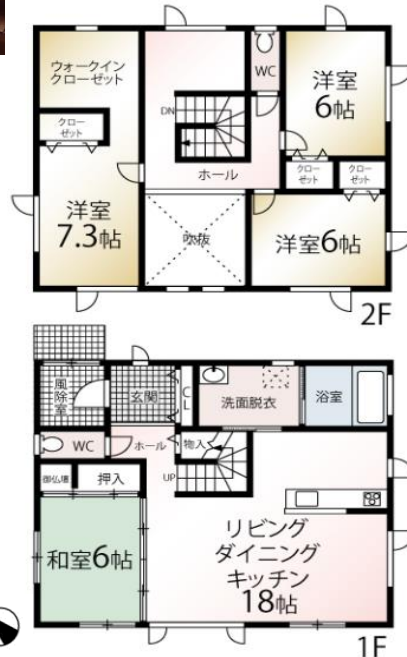 ウォークイン
クローゼット
WC
洋室
6帖
DN
クロー
ゼット
ホール
クロー
ゼット
クロー
ゼット
洋室
7.3帖
吹抜
洋室6帖
2F
風
除
室
玄関
CL
洗面脱衣
浴室
WC
ホール
物入
御仏壇
押入
UP
和室6帖
リビング
ダイニング
キッチン
18帖
1F